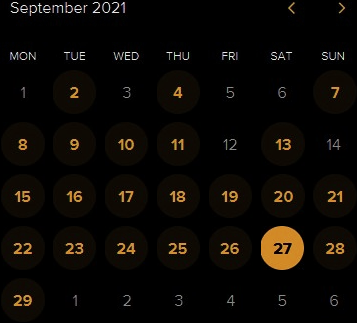 September 2021
MON TUE WED THU FRI SAT SUN
1 2 3 4 5 6 7
8 9 10 11 12 13 14
15 16 17 18 19 20 21
22 23 24 25 26 27 28
29 1 2 3 4 5 6